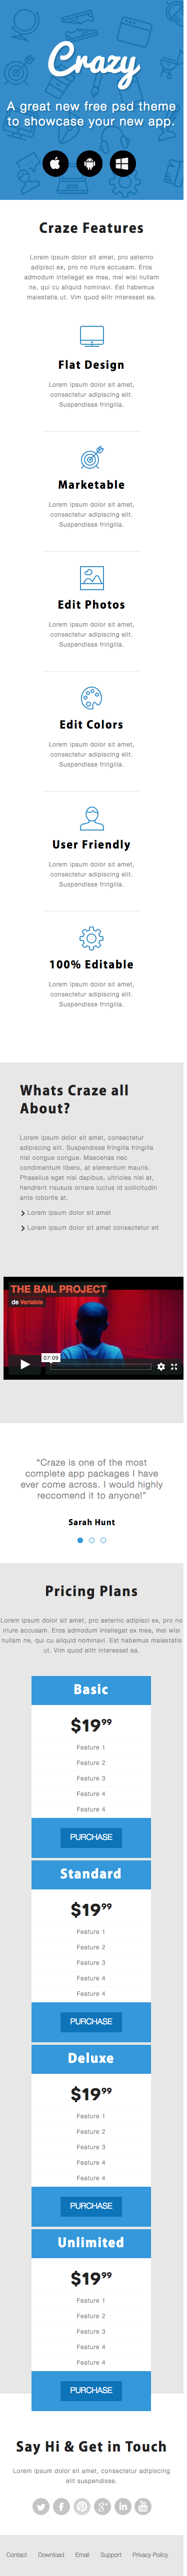 Crazy
A great new free psd theme
to showcase your new app.
Craze Features
Lorem ipsum dolor sit amet, pro aeterno
adipisci ex, pro no iriure accusam. Eros
admodum intellegat ex mea, mei wisi nullam
ne, qui cu aliquid nominavi. Est habemus
maiestatis ut. Vim quod elitr interesset ea.
Flat Design
Lorem ipsum dolor sit amet,
consectetur adipiscing elit.
Suspendisse fringilla.
Marketable
Lorem ipsum dolor sit amet,
consectetur adipiscing elit.
Suspendisse fringilla.
Edit Photos
Lorem ipsum dolor sit amet,
consectetur adipiscing elit.
Suspendisse fringilla.
Edit Colors
Lorem ipsum dolor sit amet,
consectetur adipiscing elit.
Suspendisse fringilla.
User Friendly
Lorem ipsum dolor sit amet,
consectetur adipiscing elit.
Suspendisse fringilla.
100% Editable
Lorem ipsum dolor sit amet,
consectetur adipiscing elit.
Suspendisse fringilla.
Whats Craze all
About?
Lorem ipsum dolor sit amet, consectetur
adipiscing elit. Suspendisse fringilla fringilla
nisi congue congue. Maecenas nec
condimentum libero, at elementum mauris.
Phasellus eget nisi dapibus, ultricies nisl at,
hendrerit risusuis ornare luctus id sollicitudin
ante lobortis at.
Lorem ipsum dolor sit amet
Lorem ipsum dolor sit amet consectetur elt
THE BAIL PROJECT
de Variable
07:09
"Craze is one of the most
complete app packages I have
ever come across. I would highly
reccomend it to anyone!"
Sarah Hunt
Pricing Plans
Lorem ipsum dolor sit amet, pro aeterno adipisci ex, pro no
iriure accusam. Eros admodum intellegat ex mea, mei wisi
nullam ne, qui cu aliquid nominavi. Est habemus maiestatis
ut. Vim quod elitr interesset ea.
Basic
$19⁹⁹
Feature 1
Feature 2
Feature 3
Feature 4
Feature 4
PURCHASE
Standard
$19⁹⁹
Feature 1
Feature 2
Feature 3
Feature 4
Feature 4
PURCHASE
Deluxe
$19⁹⁹
Feature 1
Feature 2
Feature 3
Feature 4
Feature 4
PURCHASE
Unlimited
$19⁹⁹
Feature 1
Feature 2
Feature 3
Feature 4
Feature 4
PURCHASE
Say Hi & Get in Touch
Lorem ipsum dolor sit amet, consectetur adipiscing
elit suspendisse.
Contact Download Email Support Privacy Policy